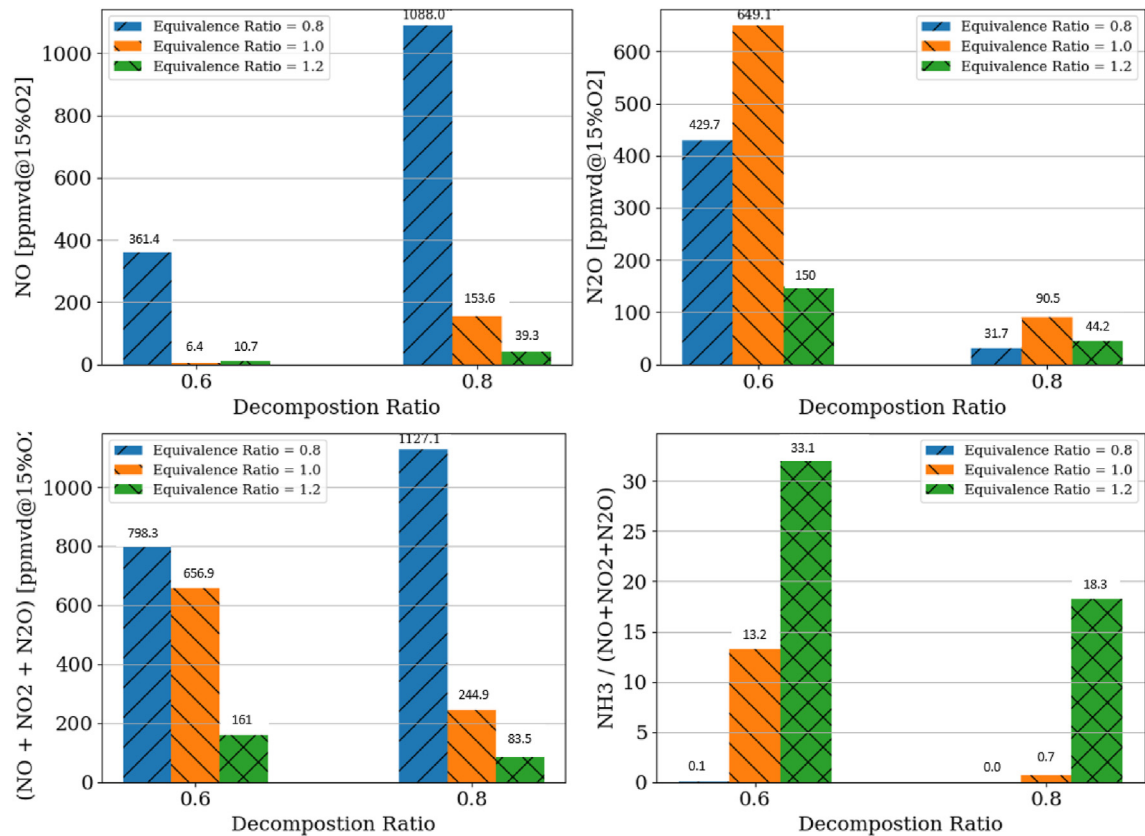 NO [ppmvd@15%O2]
1000
800
600
400
200
0
Equivalence Ratio = 0.8
Equivalence Ratio = 1.0
Equivalence Ratio = 1.2
361.4
6.4
10.7
1088.0
153.6
39.3
0.6
0.8
Decompostion Ratio
N2O [ppmvd@15%O2]
600
500
400
300
200
100
0
Equivalence Ratio = 0.8
Equivalence Ratio = 1.0
Equivalence Ratio = 1.2
429.7
649.1
150
31.7
90.5
44.2
0.6
0.8
Decompostion Ratio
(NO + NO2 + N2O) [ppmvd@15%O2
1000
800
600
400
200
0
Equivalence Ratio = 0.8
Equivalence Ratio = 1.0
Equivalence Ratio = 1.2
798.3
656.9
161
1127.1
244.9
83.5
0.6
0.8
Decompostion Ratio
NH3 / (NO+NO2+N2O)
30
25
20
15
10
5
0
Equivalence Ratio = 0.8
Equivalence Ratio = 1.0
Equivalence Ratio = 1.2
0.1
13.2
33.1
0.0
0.7
18.3
0.6
0.8
Decompostion Ratio